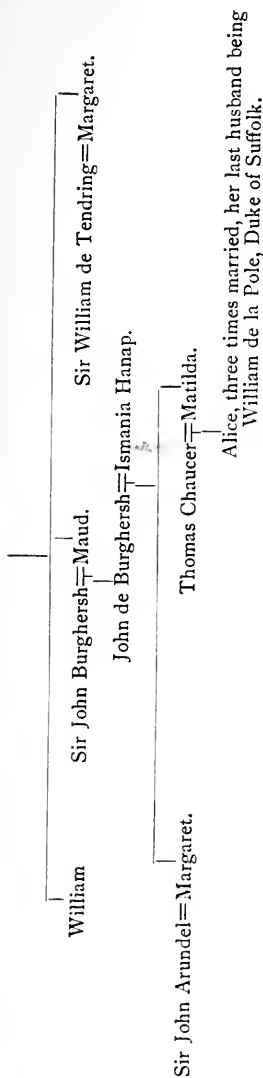 William
Sir William de Tendring=Margaret.
Sir John Burghersh=Maud.
John de Burghersh=Ismania Hanap.
Sir John Arundel=Margaret.
Thomas Chaucer=Matilda.
Alice, three times married, her last husband being
William de la Pole, Duke of Suffolk.